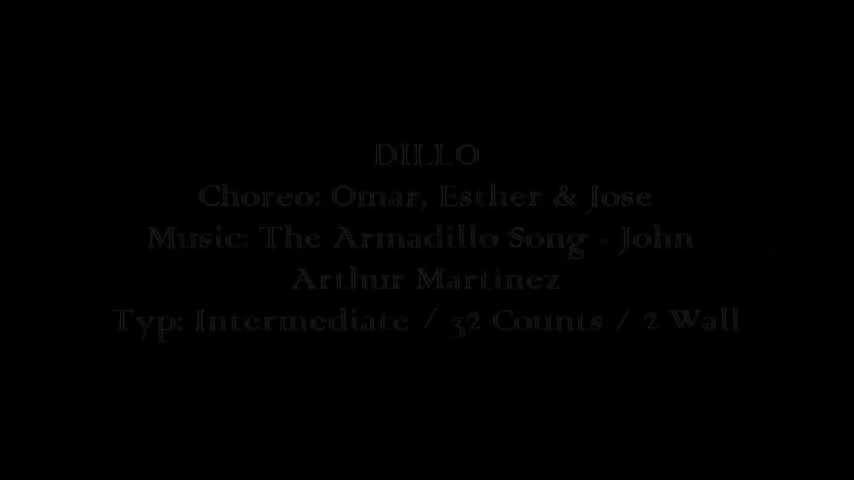 DILLO
Choreo: Omar, Esther & Jose
Music: The Armadillo Song - John
Arthur Martinez
Typ: Intermediate / 32 Counts / 2 Wall